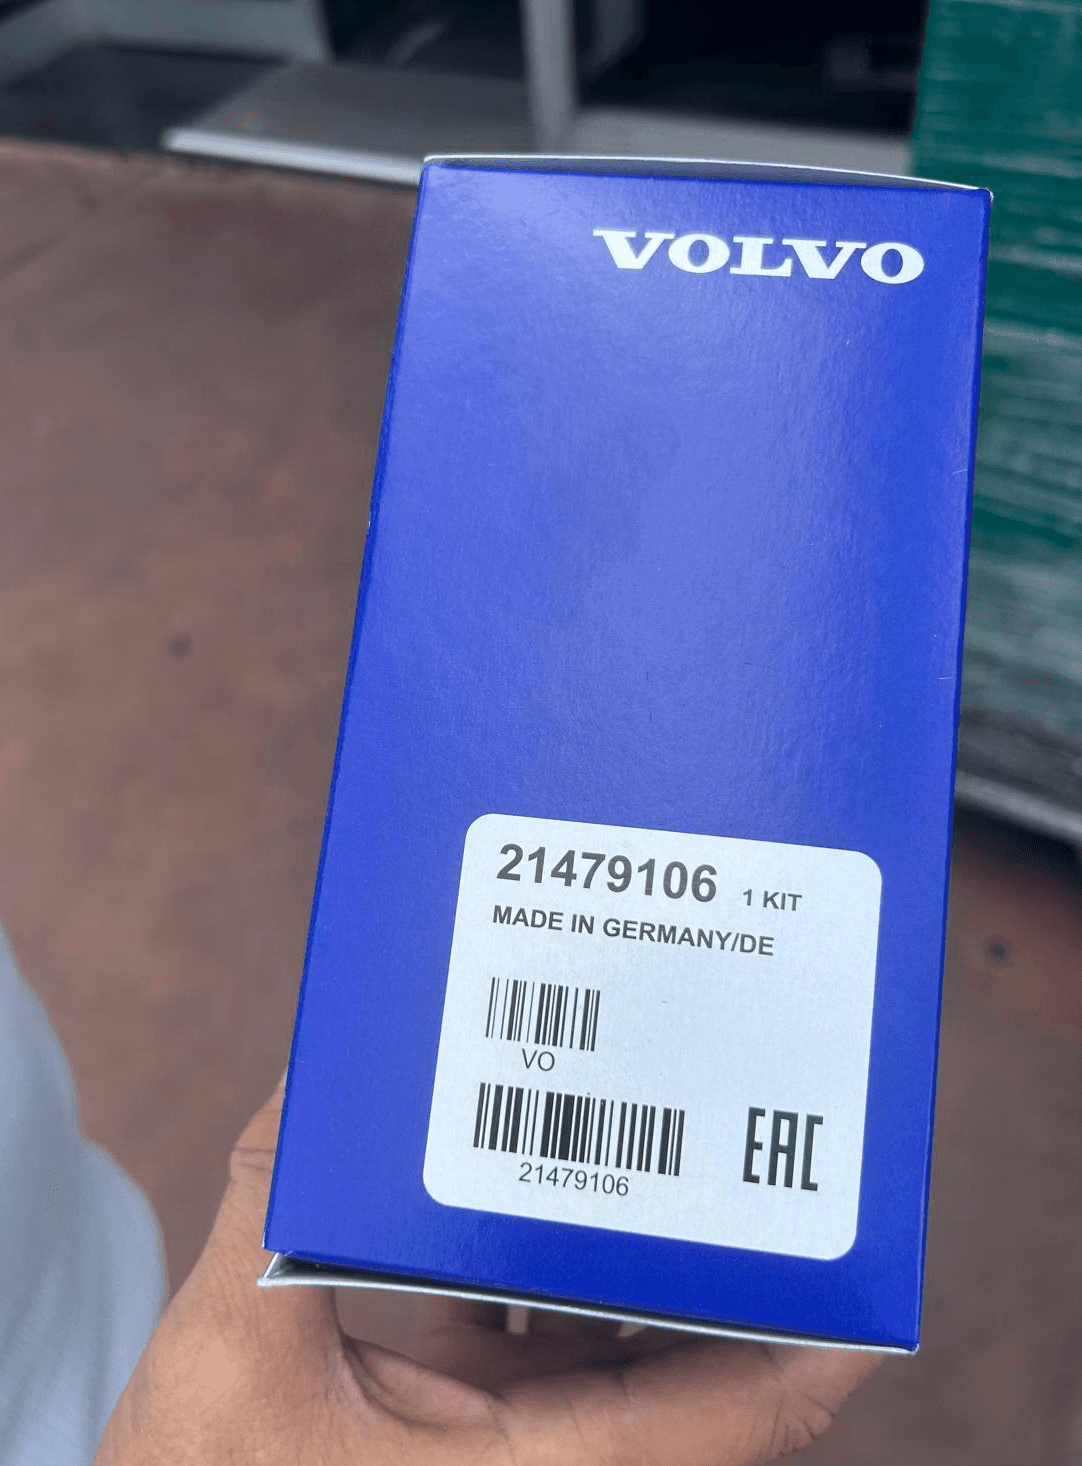 VOLVO
21479106 1 KIT
MADE IN GERMANY/DE
VO
21479106
EAC